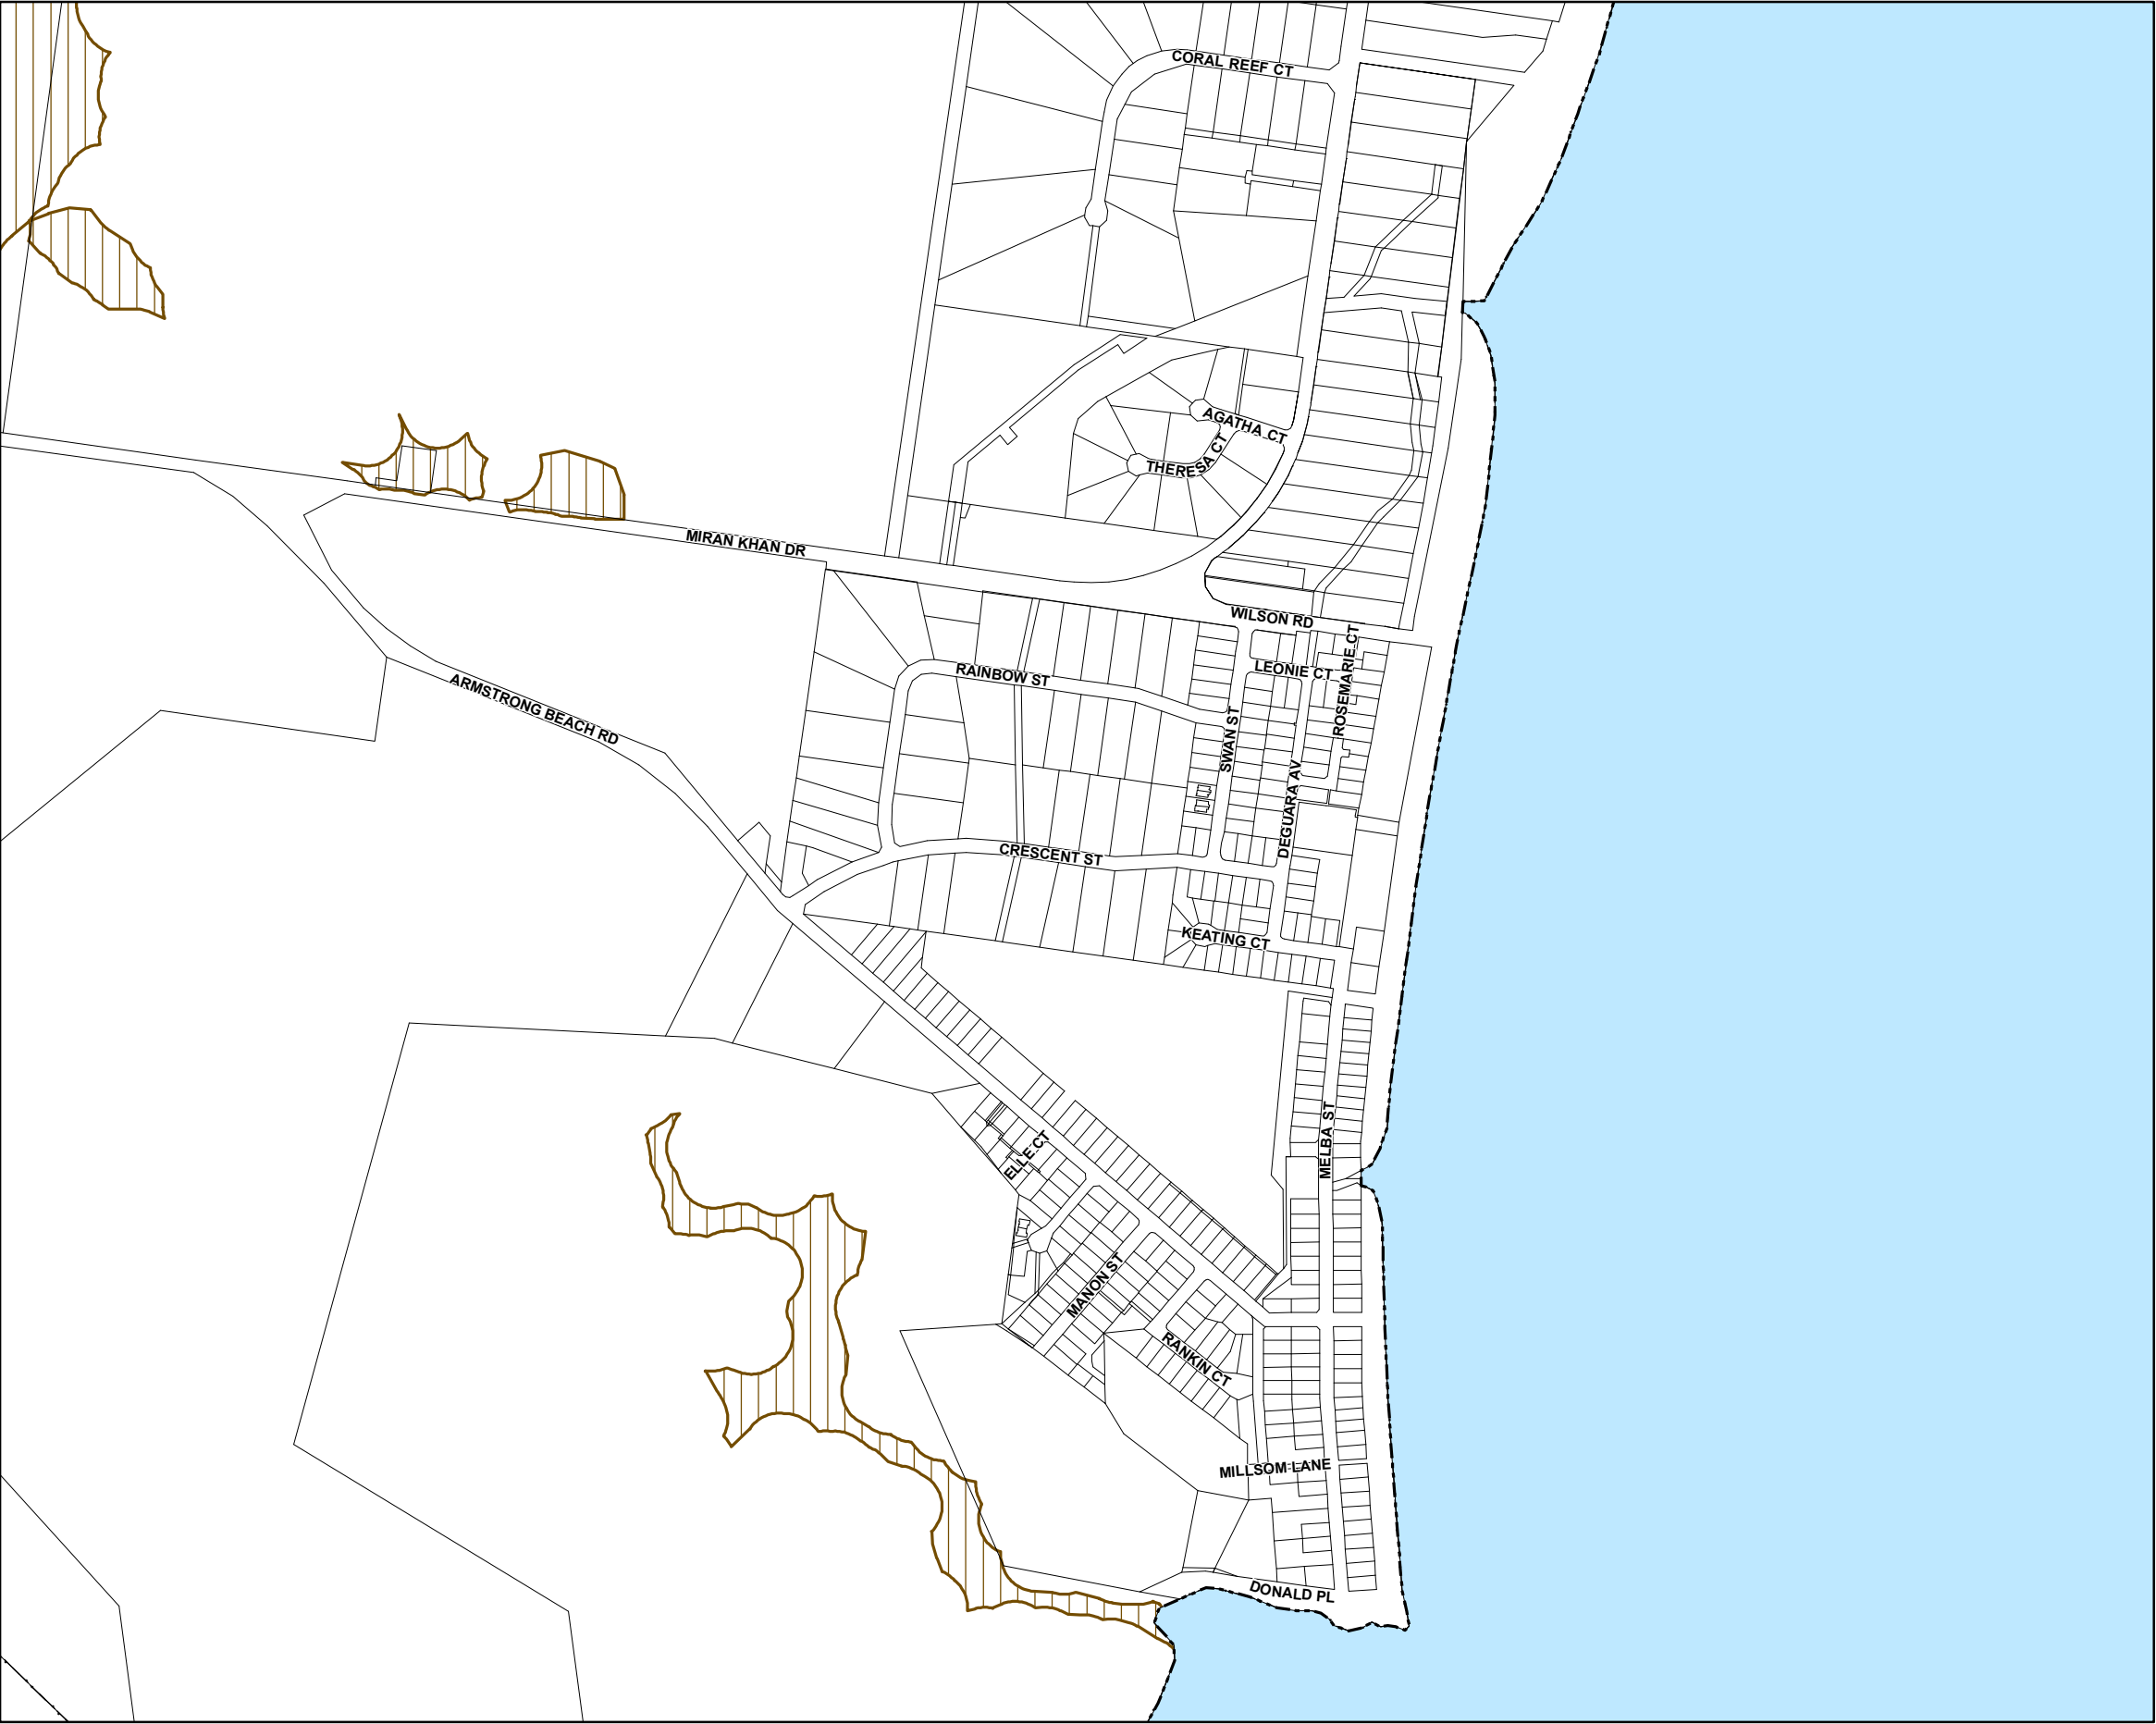 CORAL REEF CT
AGATHA CT
THERESA CT
MIRAN KHAN DR
WILSON RD
LEONIE CT
ROSEMARIE CT
RAINBOW ST
ARMSTRONG BEACH RD
SWAN ST
DEGUARA AV
CRESCENT ST
KEATING CT
MELBA ST
ELLE CT
MANON ST
RANKIN CT
MILLSOM LANE
DONALD PL